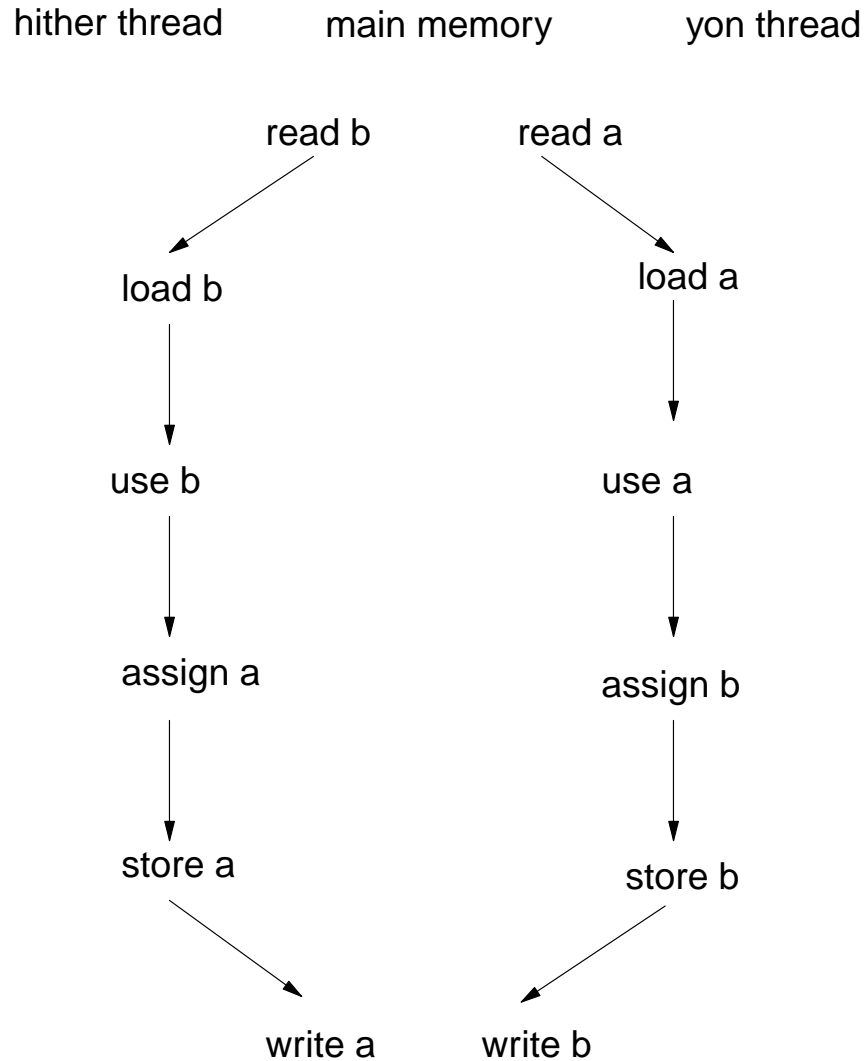 hither thread main memory yon thread
read b read a
load b load a
use b use a
assign a assign b
store a store b
write a write b